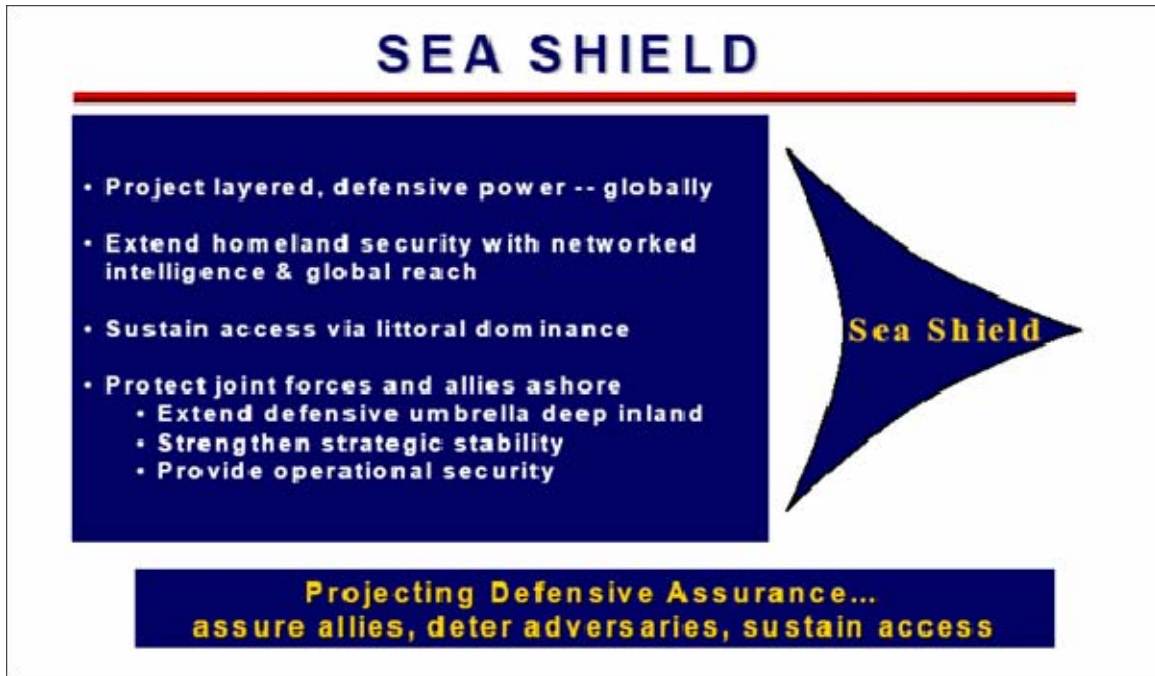 SEA SHIELD
• Project layered, defensive power -- globally
• Extend homeland security with networked
intelligence & global reach
• Sustain access via littoral dominance
• Protect joint forces and allies ashore
• Extend defensive umbrella deep inland
• Strengthen strategic stability
• Provide operational security
Sea Shield
Projecting Defensive Assurance...
assure allies, deter adversaries, sustain access